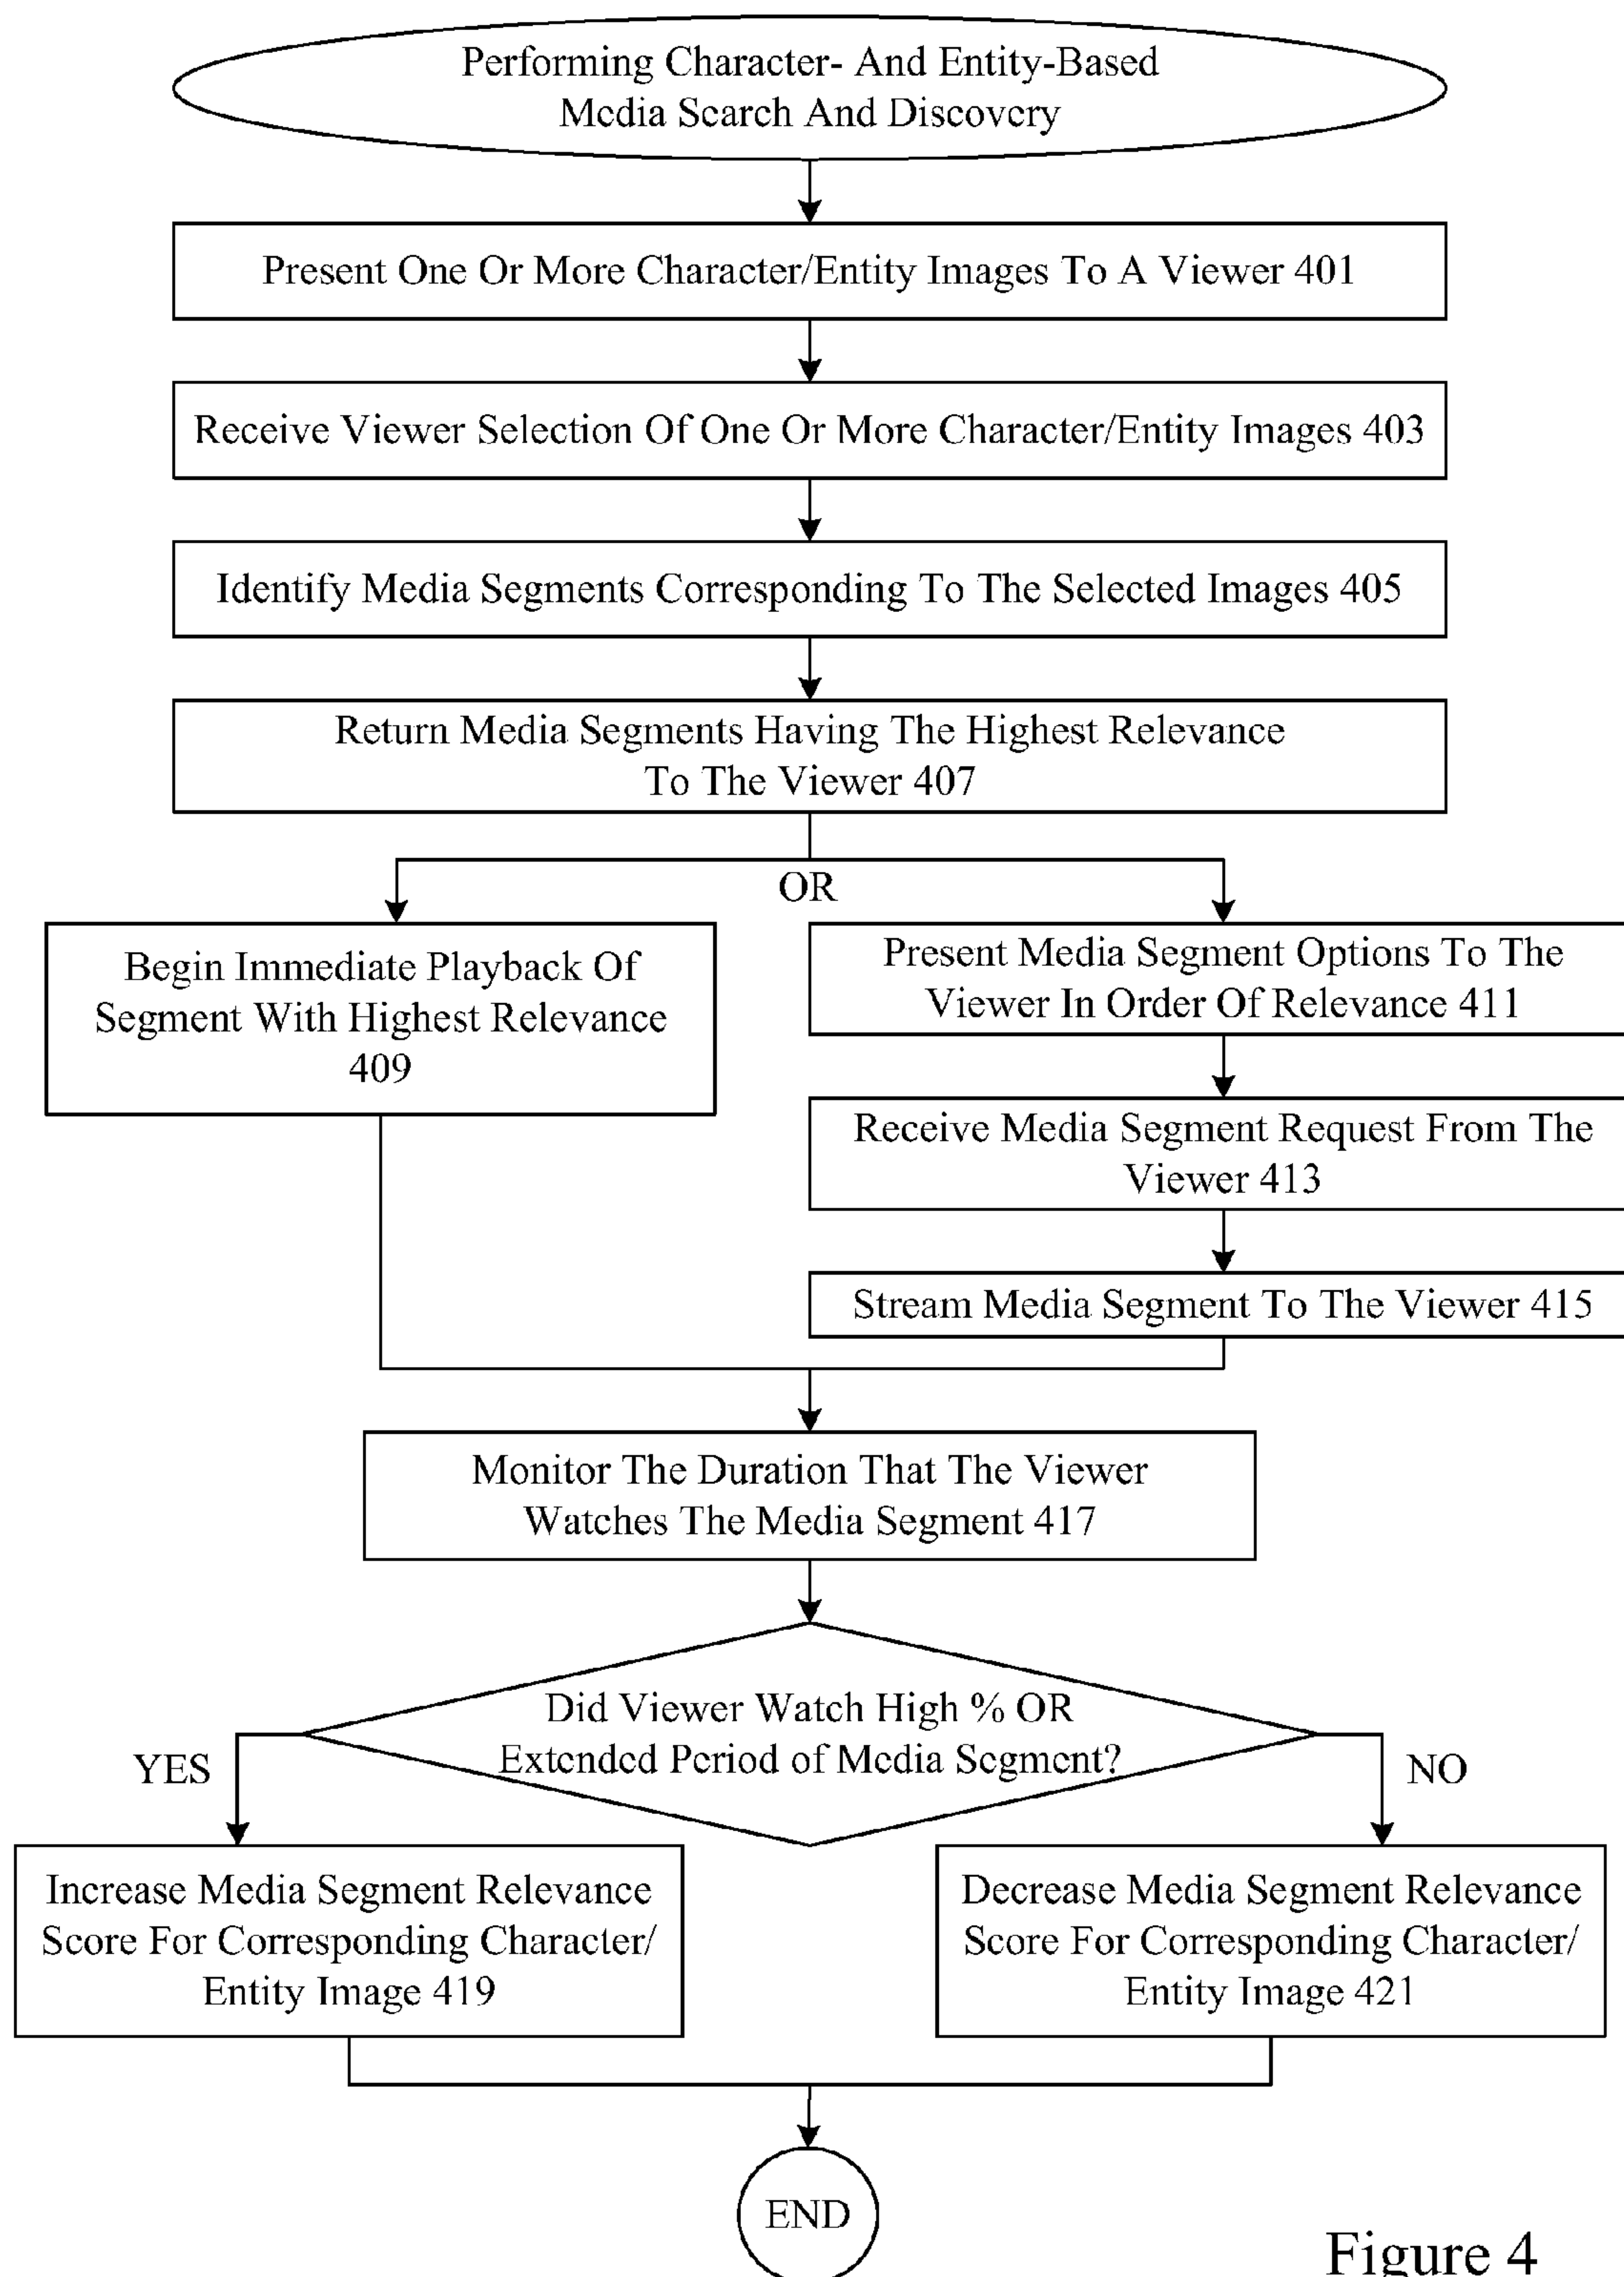 Performing Character- And Entity-Based
Media Search And Discovery
Present One Or More Character/Entity Images To A Viewer 401
Receive Viewer Selection Of One Or More Character/Entity Images 403
Identify Media Segments Corresponding To The Selected Images 405
Return Media Segments Having The Highest Relevance
To The Viewer 407
OR
Begin Immediate Playback Of
Segment With Highest Relevance
409
Present Media Segment Options To The
Viewer In Order Of Relevance 411
Receive Media Segment Request From The
Viewer 413
Stream Media Segment To The Viewer 415
Monitor The Duration That The Viewer
Watches The Media Segment 417
Did Viewer Watch High % OR
Extended Period of Media Segment?
YES
NO
Increase Media Segment Relevance
Score For Corresponding Character/
Entity Image 419
Decrease Media Segment Relevance
Score For Corresponding Character/
Entity Image 421
END
Figure 4